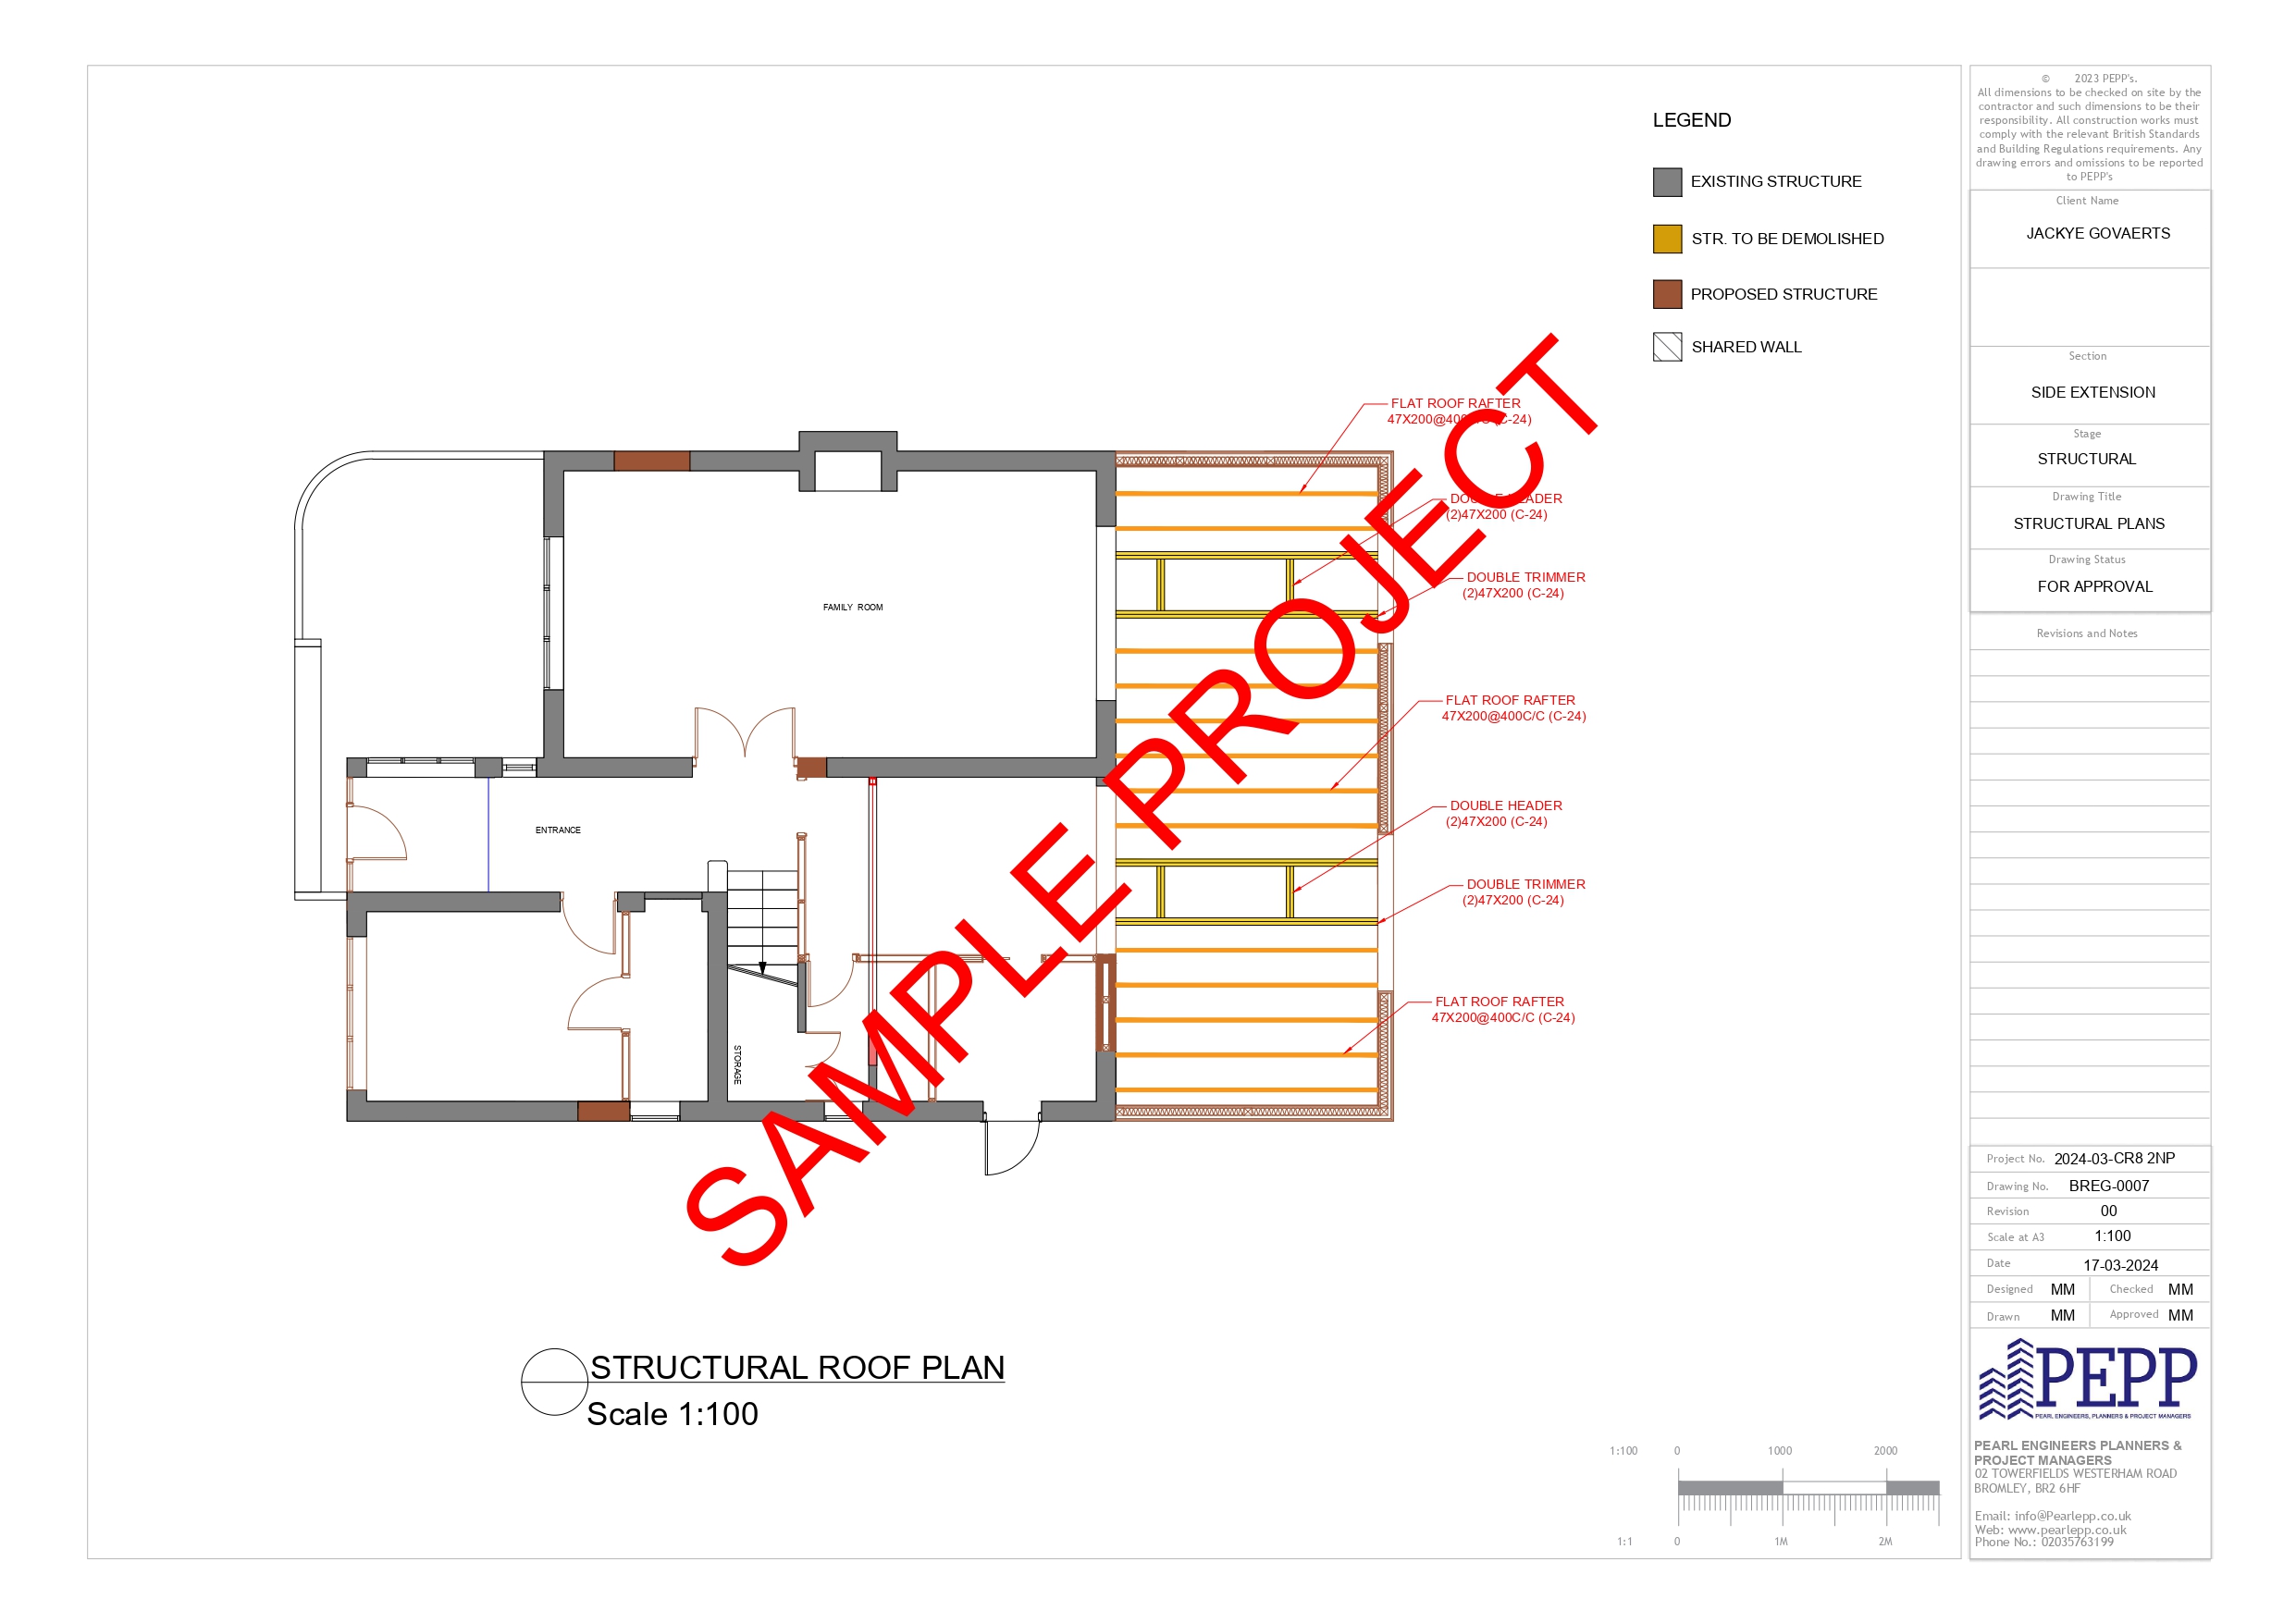 LEGEND
EXISTING STRUCTURE
STR. TO BE DEMOLISHED
PROPOSED STRUCTURE
SHARED WALL
FLAT ROOF RAFTER
47X200@400C/C (C-24)
DOUBLE HEADER
(2)47X200 (C-24)
DOUBLE TRIMMER
(2)47X200 (C-24)
FAMILY ROOM
FLAT ROOF RAFTER
47X200@400C/C (C-24)
DOUBLE HEADER
(2)47X200 (C-24)
ENTRANCE
DOUBLE TRIMMER
(2)47X200 (C-24)
FLAT ROOF RAFTER
47X200@400C/C (C-24)
STORAGE
SAMPLE PROJECT
STRUCTURAL ROOF PLAN
Scale 1:100
1:100 0 1000 2000
1:1 0 1M 2M
© 2023 PEPP's.
All dimensions to be checked on site by the
contractor and such dimensions to be their
responsibility. All construction works must
comply with the relevant British Standards
and Building Regulations requirements. Any
drawing errors and omissions to be reported
to PEPP's
Client Name
JACKYE GOVAERTS
Section
SIDE EXTENSION
Stage
STRUCTURAL
Drawing Title
STRUCTURAL PLANS
Drawing Status
FOR APPROVAL
Revisions and Notes
Project No. 2024-03-CR8 2NP
Drawing No. BREG-0007
Revision 00
Scale at A3 1:100
Date 17-03-2024
Designed MM Checked MM
Drawn MM Approved MM
PEPP
PEARL ENGINEERS, PLANNERS & PROJECT MANAGERS
PEARL ENGINEERS PLANNERS &
PROJECT MANAGERS
02 TOWERFIELDS WESTERHAM ROAD
BROMLEY, BR2 6HF
Email: info@Pearlepp.co.uk
Web: www.pearlepp.co.uk
Phone No.: 02035763199